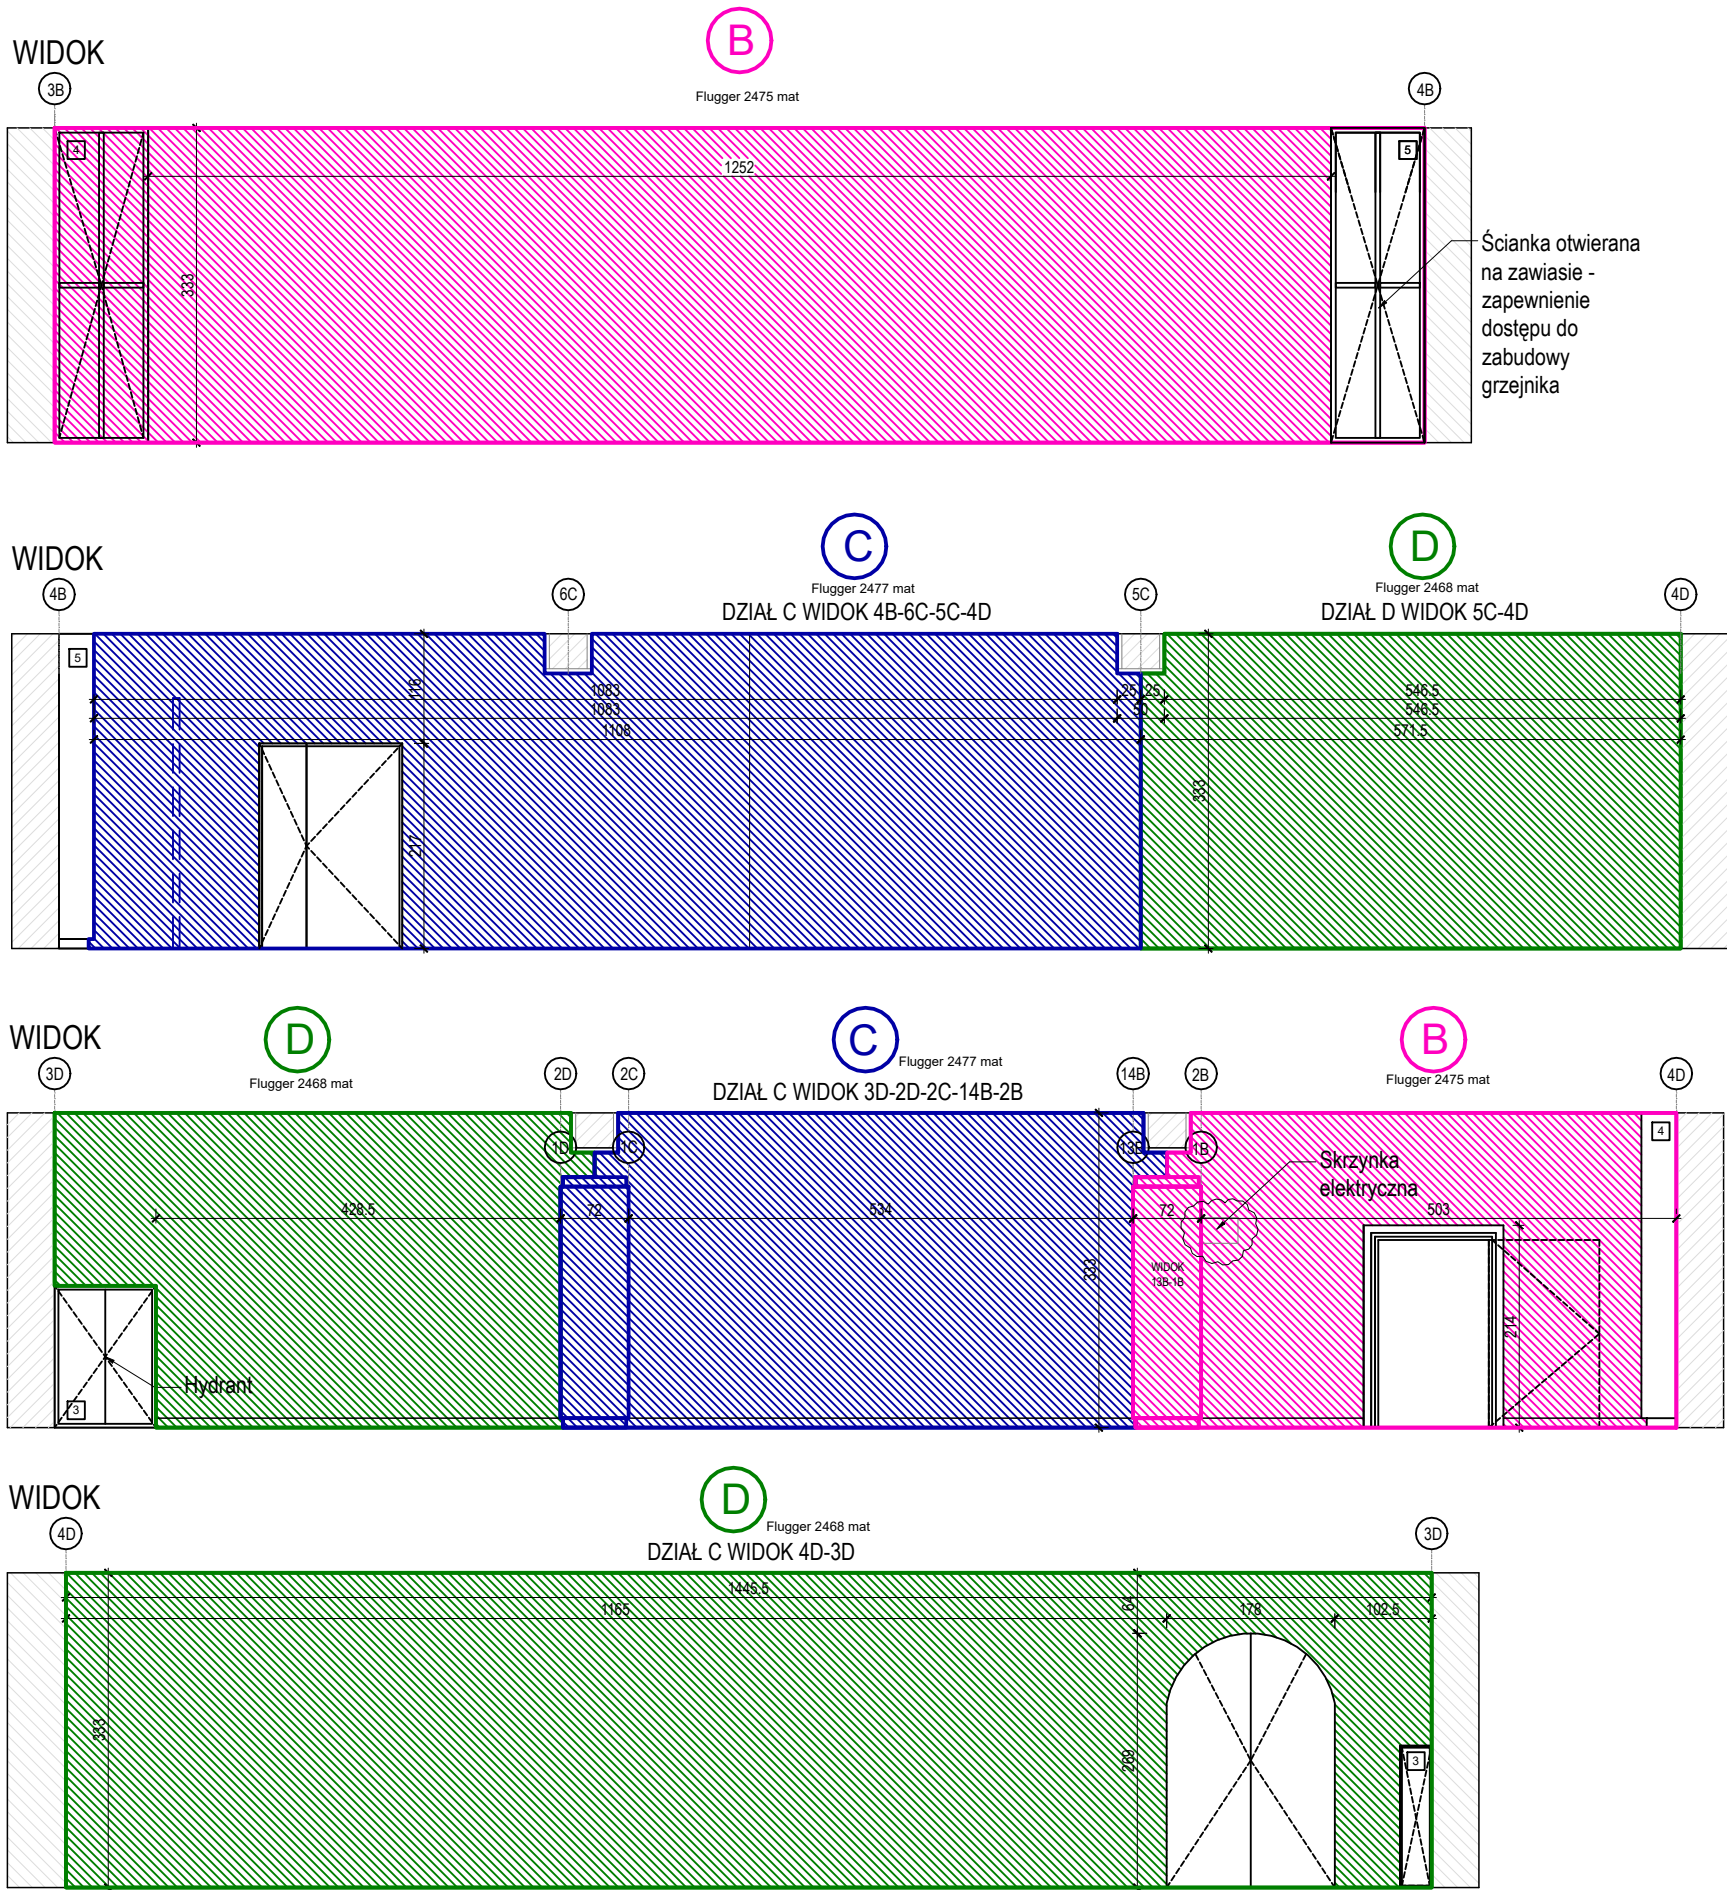 WIDOK
B
Flugger 2475 mat
3B
4B
4
5
1252
333
Ścianka otwierana
na zawiasie -
zapewnienie
dostępu do
zabudowy
grzejnika
WIDOK
C
D
Flugger 2477 mat
Flugger 2468 mat
4B
6C
5C
4D
DZIAŁ C WIDOK 4B-6C-5C-4D
DZIAŁ D WIDOK 5C-4D
5
116
1083
25
25
546.5
1083
546.5
1108
571.5
333
217
WIDOK
D
C
B
Flugger 2468 mat
Flugger 2477 mat
Flugger 2475 mat
3D
2D
2C
14B
2B
4D
DZIAŁ C WIDOK 3D-2D-2C-14B-2B
1D
1C
13B
1B
4
Skrzynka
elektryczna
428.5
72
534
72
503
333
WIDOK
13B-1B
214
Hydrant
3
WIDOK
D
Flugger 2468 mat
4D
3D
DZIAŁ C WIDOK 4D-3D
1445.5
1165
64
178
102.5
333
269
3